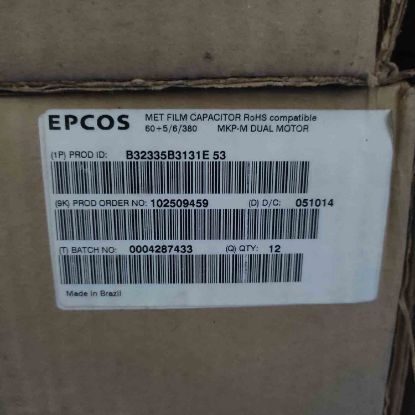 EPCOS MET FILM CAPACITOR RoHS compatible
60+5/6/380 MKP-M DUAL MOTOR
(1P) PROD ID: B32335B3131E 53
(9K) PROD ORDER NO: 102509459 (D) D/C: 051014
(T) BATCH NO: 0004287433 (Q) QTY: 12
Made in Brazil